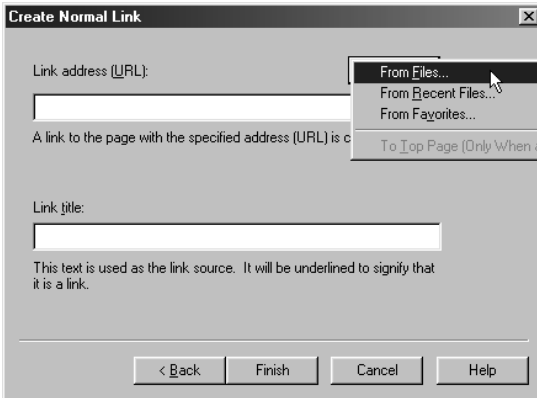 Create Normal Link
Link address (URL):
From Files...
From Recent Files...
From Favorites...
To Top Page (Only When
A link to the page with the specified address (URL) is c
Link title:
This text is used as the link source. It will be underlined to signify that
it is a link.
< Back
Finish
Cancel
Help